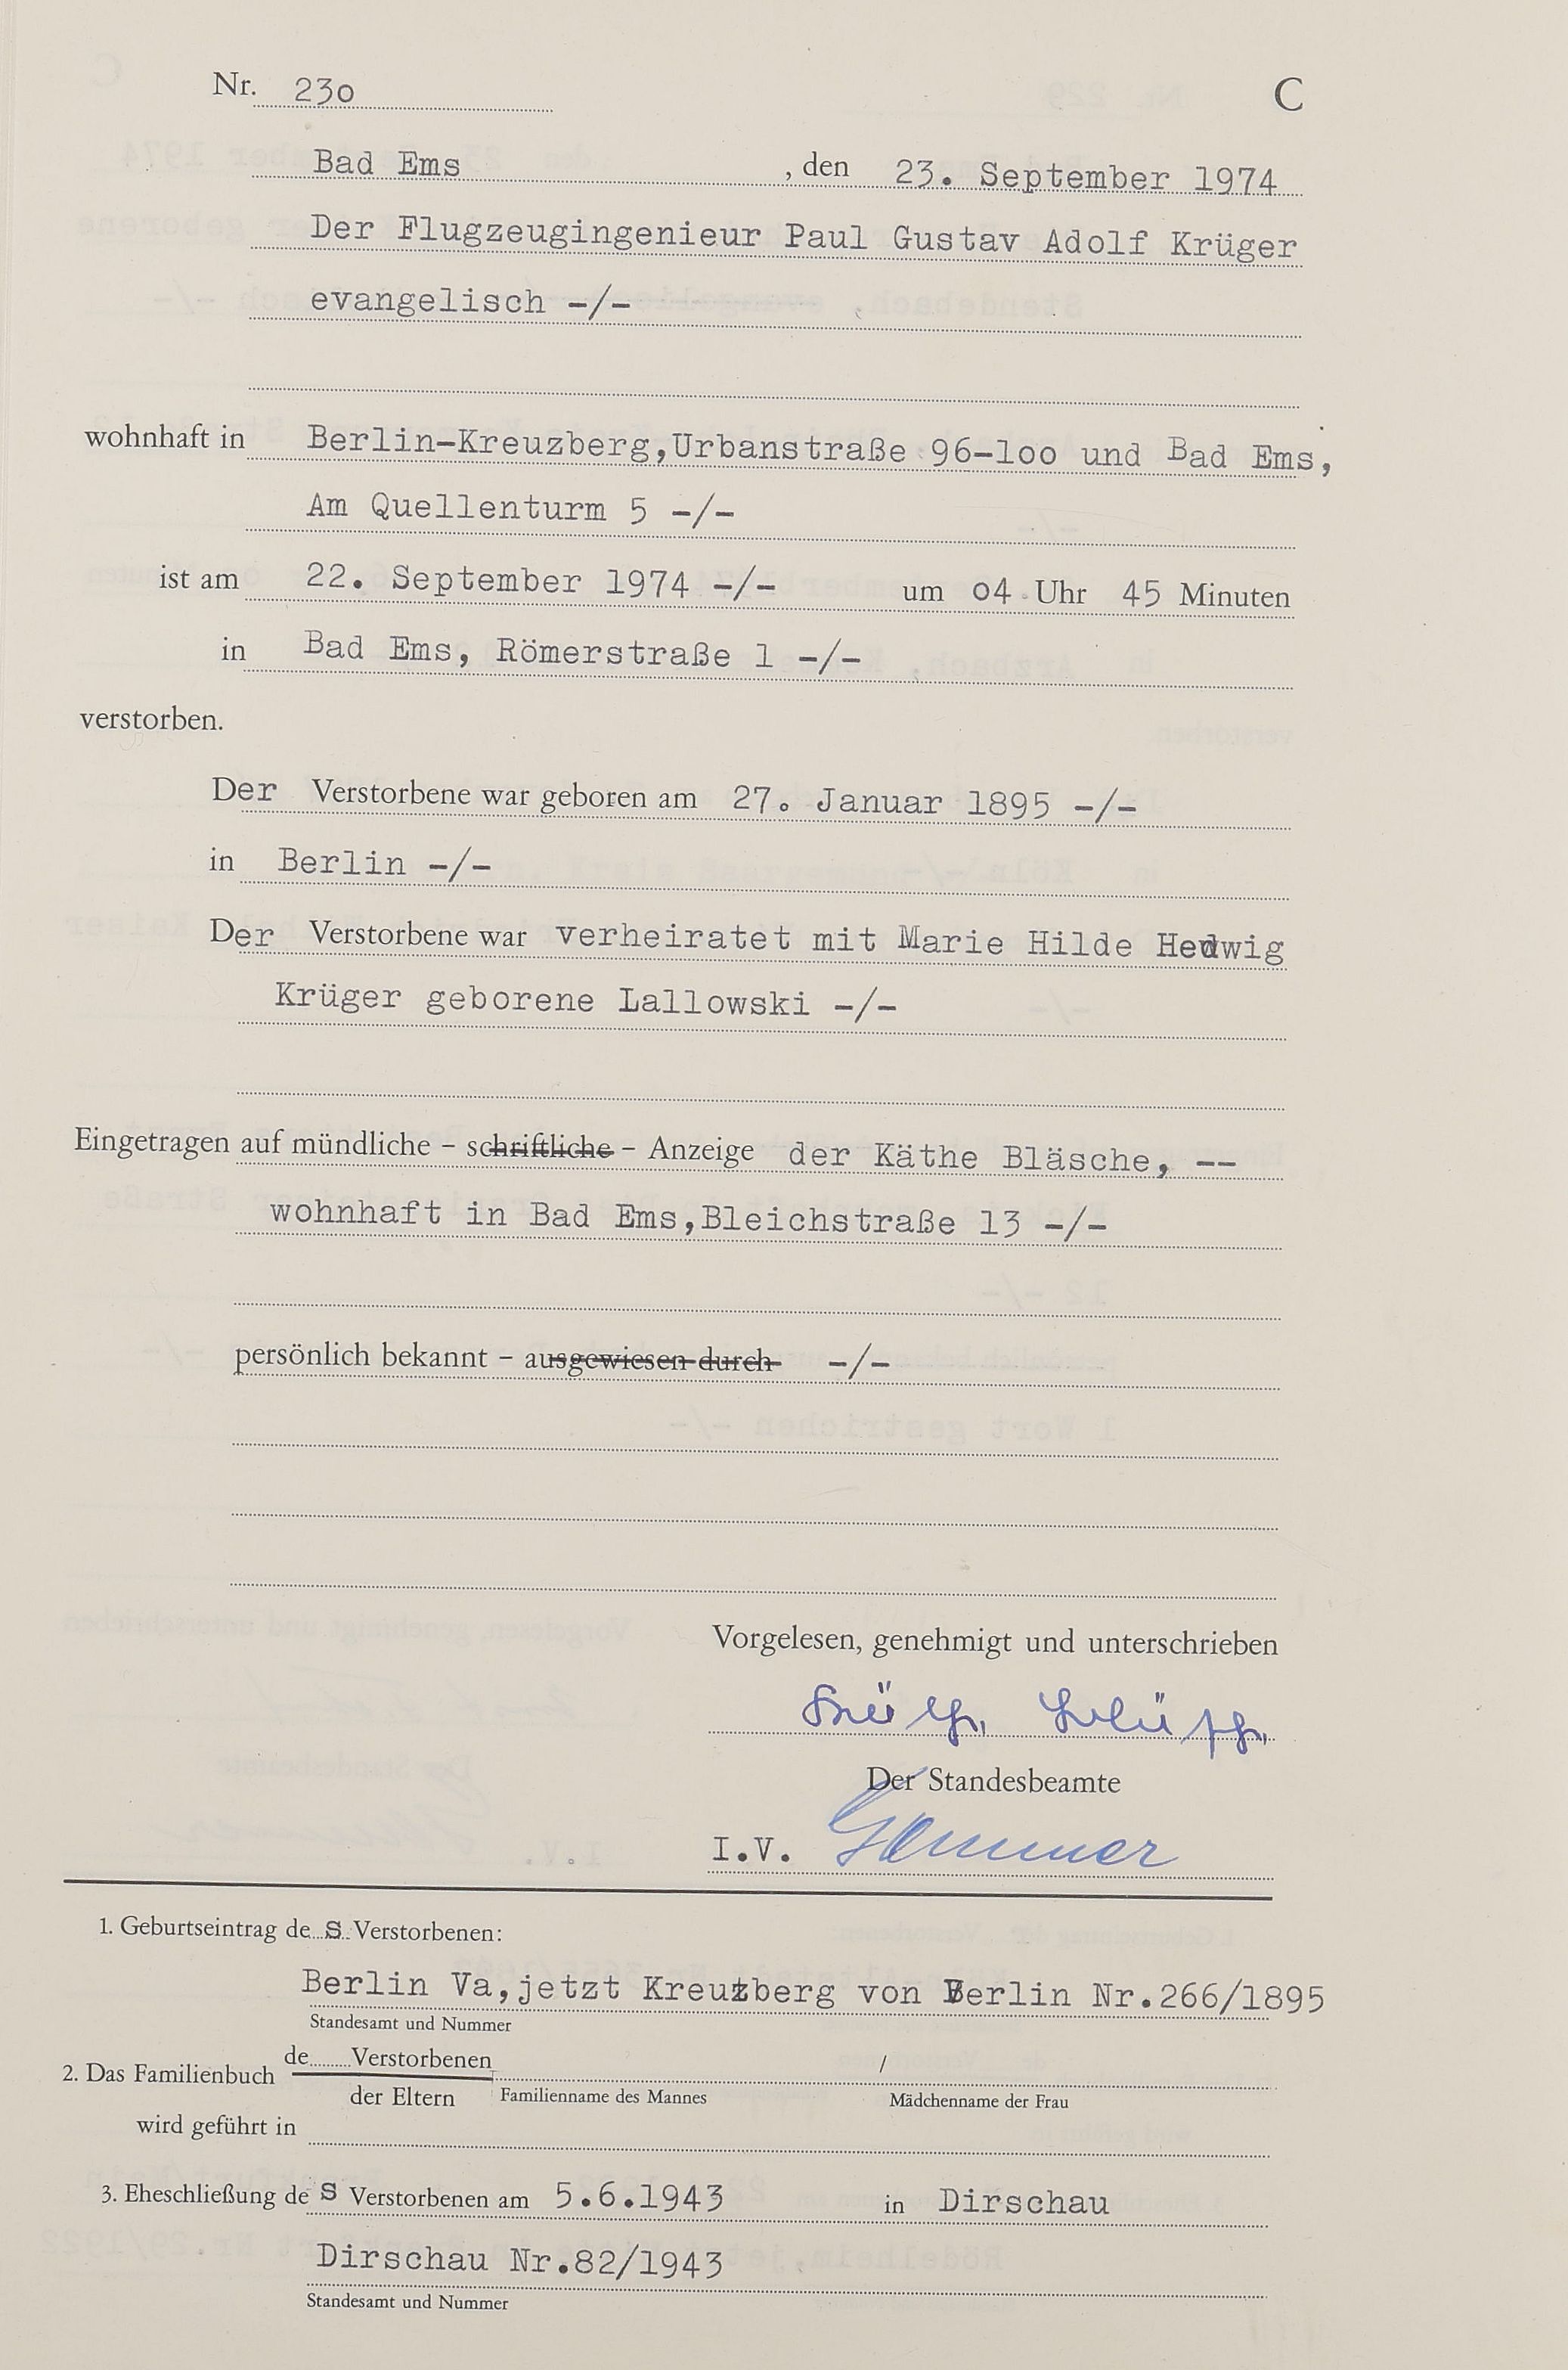 Nr. 23o C
Bad Ems , den 23. September 1974
Der Flugzeugingenieur Paul Gustav Adolf Krüger
evangelisch -/-
wohnhaft in Berlin-Kreuzberg,Urbanstraße 96-loo und Bad Ems,
Am Quellenturm 5 -/-
ist am 22. September 1974 -/- um o4 Uhr 45 Minuten
in Bad Ems, Römerstraße 1 -/-
verstorben.
Der Verstorbene war geboren am 27. Januar 1895 -/-
in Berlin -/-
Der Verstorbene war verheiratet mit Marie Hilde Hedwig
Krüger geborene Lallowski -/-
Eingetragen auf mündliche - schriftliche - Anzeige der Käthe Bläsche, --
wohnhaft in Bad Ems,Bleichstraße 13 -/-
persönlich bekannt - ausgewiesen durch -/-
Vorgelesen, genehmigt und unterschrieben
Käthe Bläsche
Der Standesbeamte
I.V.
1. Geburtseintrag de s Verstorbenen:
Berlin Va,jetzt Kreuzberg von Berlin Nr.266/1895
Standesamt und Nummer
de........Verstorbenen /
2. Das Familienbuch
der Eltern Familienname des Mannes Mädchenname der Frau
wird geführt in
3. Eheschließung de s Verstorbenen am 5.6.1943 in Dirschau
Dirschau Nr.82/1943
Standesamt und Nummer